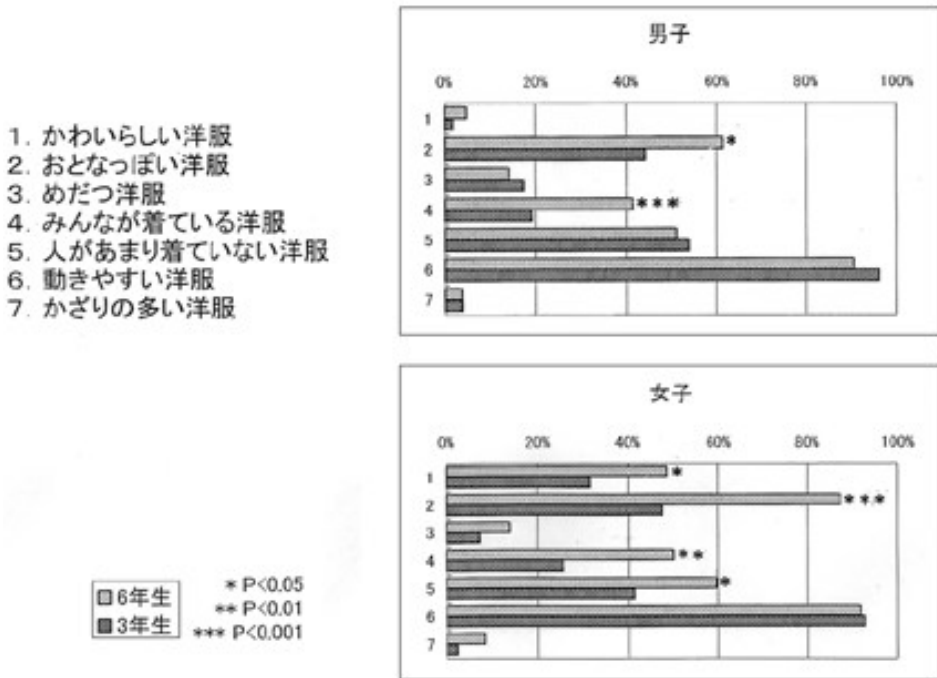 1. かわいらしい洋服
2. おとなっぽい洋服
3. めだつ洋服
4. みんなが着ている洋服
5. 人があまり着ていない洋服
6. 動きやすい洋服
7. かざりの多い洋服
男子
0% 20% 40% 60% 80% 100%
1
2 *
3
4 ***
5
6
7
女子
0% 20% 40% 60% 80% 100%
1 *
2 ***
3
4 **
5 *
6
7
6年生
3年生
* P<0.05
** P<0.01
*** P<0.001